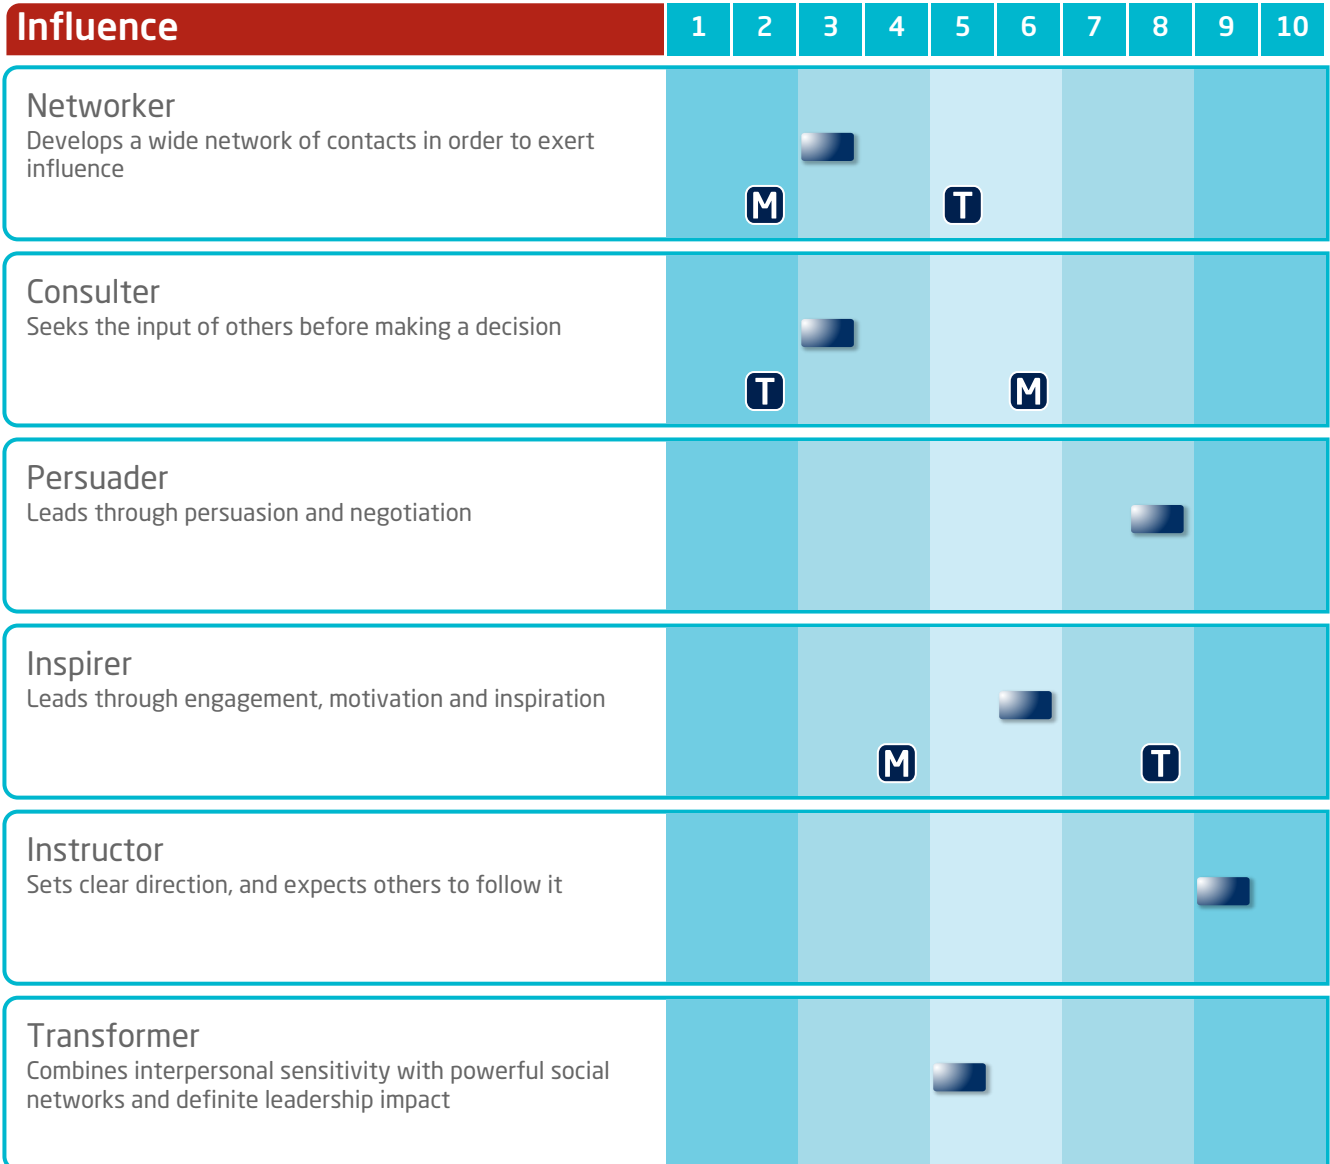 Influence 1 2 3 4 5 6 7 8 9 10
Networker
Develops a wide network of contacts in order to exert
influence
M T
Consulter
Seeks the input of others before making a decision
T M
Persuader
Leads through persuasion and negotiation
Inspirer
Leads through engagement, motivation and inspiration
M T
Instructor
Sets clear direction, and expects others to follow it
Transformer
Combines interpersonal sensitivity with powerful social
networks and definite leadership impact